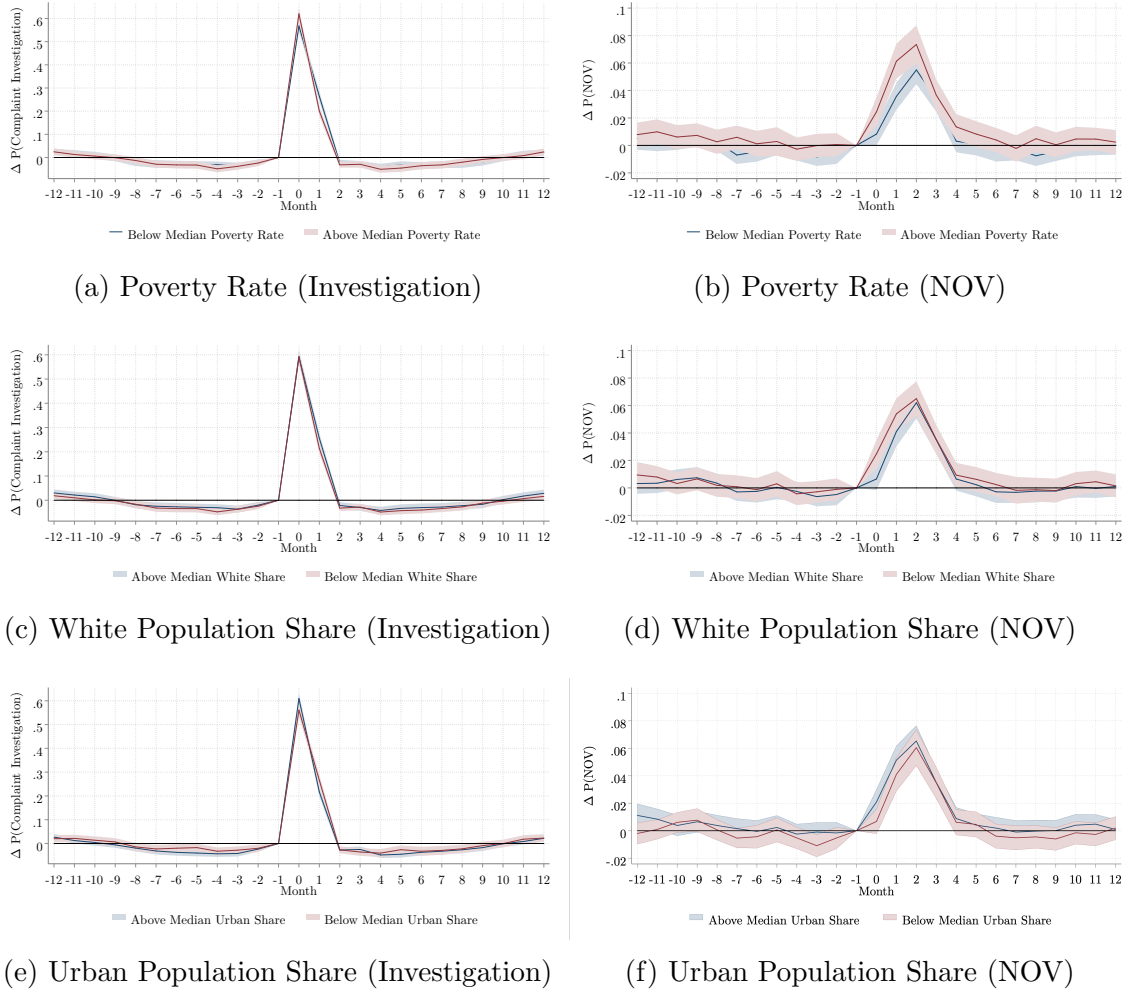 Δ P(Complaint Investigation)
.6
.5
.4
.3
.2
.1
0
-12 -11 -10 -9 -8 -7 -6 -5 -4 -3 -2 -1 0 1 2 3 4 5 6 7 8 9 10 11 12
Month
Below Median Poverty Rate Above Median Poverty Rate
(a) Poverty Rate (Investigation)
Δ P(NOV)
.1
.08
.06
.04
.02
0
-.02
-12 -11 -10 -9 -8 -7 -6 -5 -4 -3 -2 -1 0 1 2 3 4 5 6 7 8 9 10 11 12
Month
Below Median Poverty Rate Above Median Poverty Rate
(b) Poverty Rate (NOV)
Δ P(Complaint Investigation)
.6
.5
.4
.3
.2
.1
0
-12 -11 -10 -9 -8 -7 -6 -5 -4 -3 -2 -1 0 1 2 3 4 5 6 7 8 9 10 11 12
Month
Above Median White Share Below Median White Share
(c) White Population Share (Investigation)
Δ P(NOV)
.1
.08
.06
.04
.02
0
-.02
-12 -11 -10 -9 -8 -7 -6 -5 -4 -3 -2 -1 0 1 2 3 4 5 6 7 8 9 10 11 12
Month
Above Median White Share Below Median White Share
(d) White Population Share (NOV)
Δ P(Complaint Investigation)
.6
.5
.4
.3
.2
.1
0
-12 -11 -10 -9 -8 -7 -6 -5 -4 -3 -2 -1 0 1 2 3 4 5 6 7 8 9 10 11 12
Month
Above Median Urban Share Below Median Urban Share
(e) Urban Population Share (Investigation)
Δ P(NOV)
.1
.08
.06
.04
.02
0
-.02
-12 -11 -10 -9 -8 -7 -6 -5 -4 -3 -2 -1 0 1 2 3 4 5 6 7 8 9 10 11 12
Month
Above Median Urban Share Below Median Urban Share
(f) Urban Population Share (NOV)